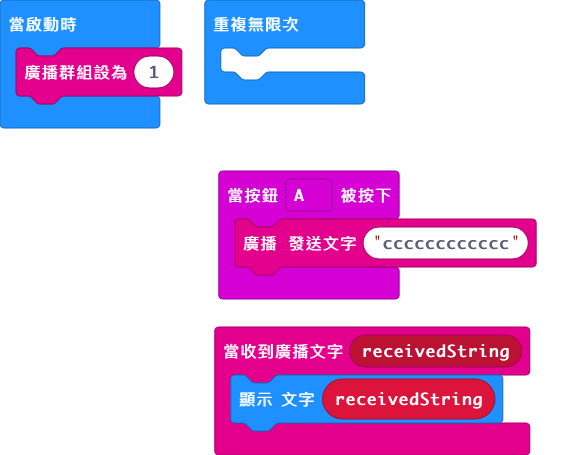 當啟動時
廣播群組設為 1
重複無限次
當按鈕 A 被按下
廣播 發送文字 "cccccccccccc"
當收到廣播文字 receivedString
顯示 文字 receivedString